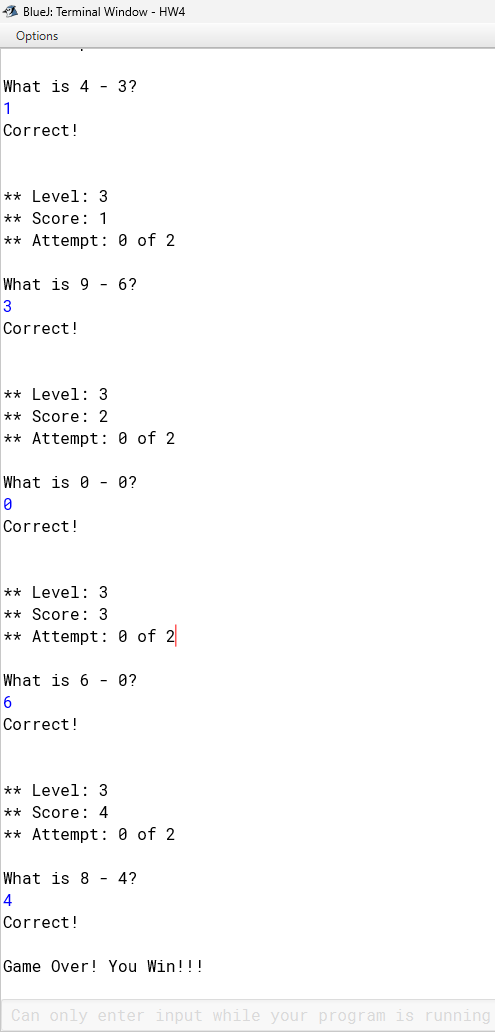 BlueJ: Terminal Window - HW4
Options
What is 4 - 3?
1
Correct!
** Level: 3
** Score: 1
** Attempt: 0 of 2
What is 9 - 6?
3
Correct!
** Level: 3
** Score: 2
** Attempt: 0 of 2
What is 0 - 0?
0
Correct!
** Level: 3
** Score: 3
** Attempt: 0 of 2
What is 6 - 0?
6
Correct!
** Level: 3
** Score: 4
** Attempt: 0 of 2
What is 8 - 4?
4
Correct!
Game Over! You Win!!!
Can only enter input while your program is running